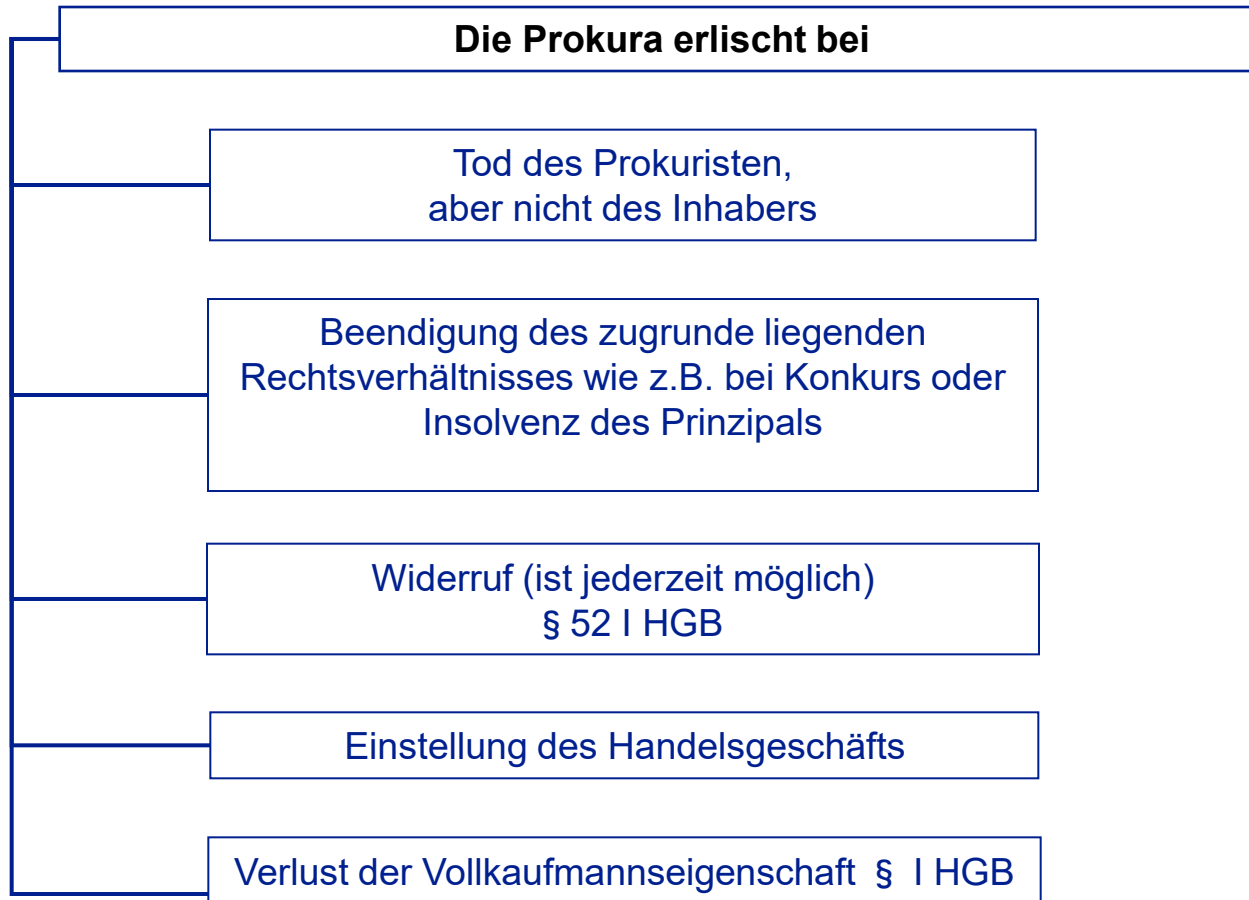 Die Prokura erlischt bei
Tod des Prokuristen,
aber nicht des Inhabers
Beendigung des zugrunde liegenden
Rechtsverhältnisses wie z.B. bei Konkurs oder
Insolvenz des Prinzipals
Widerruf (ist jederzeit möglich)
§ 52 I HGB
Einstellung des Handelsgeschäfts
Verlust der Vollkaufmannseigenschaft § I HGB